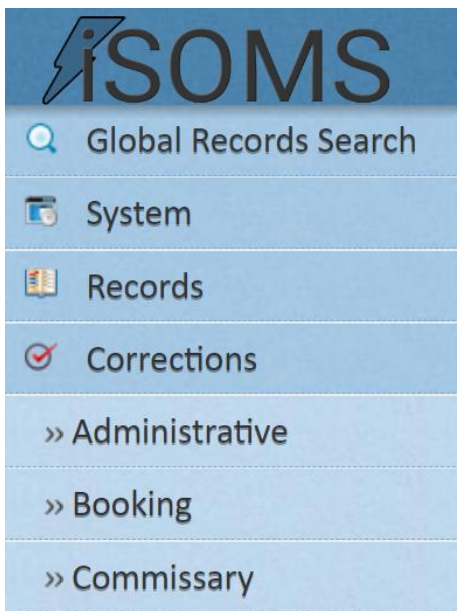 iSOMS
Global Records Search
System
Records
Corrections
» Administrative
» Booking
» Commissary